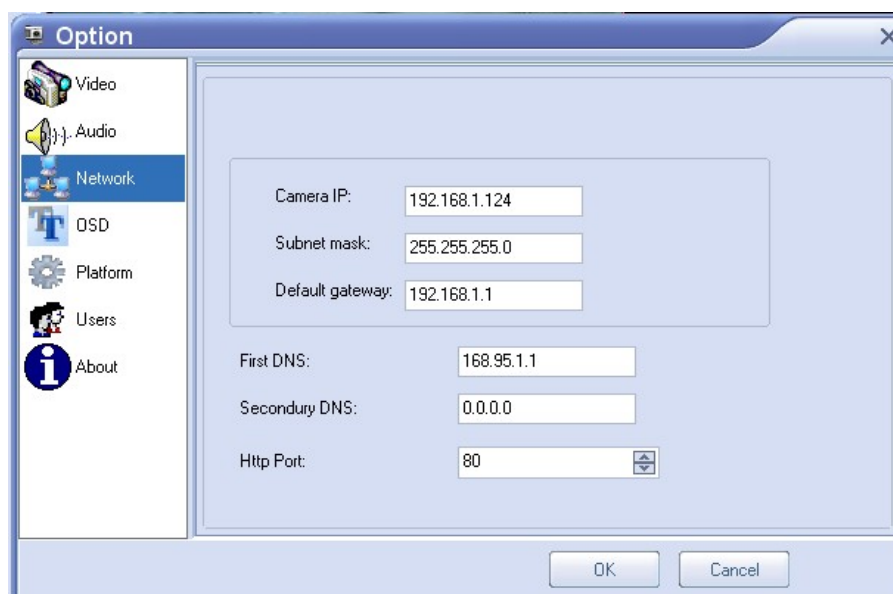 Option
Video
Audio
Network
OSD
Platform
Users
About
Camera IP: 192.168.1.124
Subnet mask: 255.255.255.0
Default gateway: 192.168.1.1
First DNS: 168.95.1.1
Secondury DNS: 0.0.0.0
Http Port: 80
OK Cancel